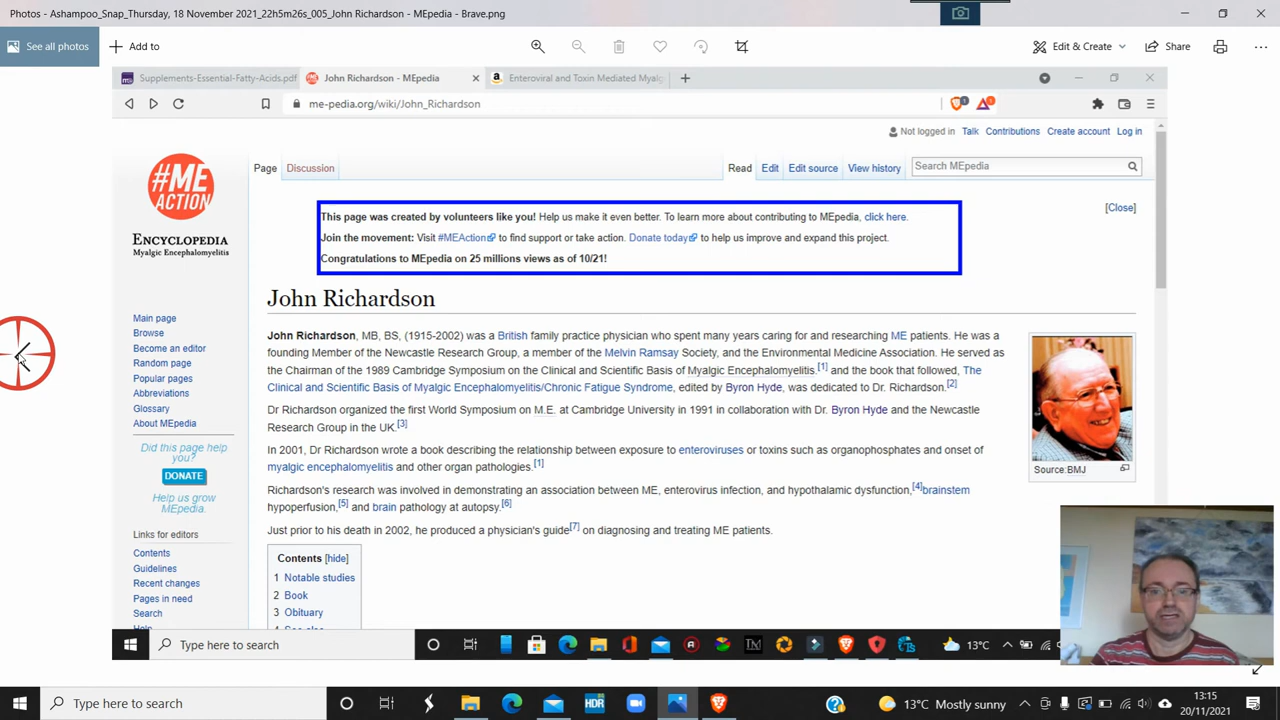 Photos - Ashampoo_Snap_Thursday, 18 November 2021_21h15m26s_005_John Richardson - MEpedia - Brave.png
See all photos
Add to
Edit & Create
Share
Supplements-Essential-Fatty-Acids.pdf
John Richardson - MEpedia
Enteroviral and Toxin Mediated Myalg
me-pedia.org/wiki/John_Richardson
Not logged in Talk Contributions Create account Log in
#ME ACTION
ENCYCLOPEDIA
Myalgic Encephalomyelitis
Page Discussion
Read Edit Edit source View history
Search MEpedia
This page was created by volunteers like you! Help us make it even better. To learn more about contributing to MEpedia, click here.
[Close]
Join the movement: Visit #MEAction to find support or take action. Donate today to help us improve and expand this project.
Congratulations to MEpedia on 25 millions views as of 10/21!
John Richardson
John Richardson, MB, BS, (1915-2002) was a British family practice physician who spent many years caring for and researching ME patients. He was a
founding Member of the Newcastle Research Group, a member of the Melvin Ramsay Society, and the Environmental Medicine Association. He served as
the Chairman of the 1989 Cambridge Symposium on the Clinical and Scientific Basis of Myalgic Encephalomyelitis.[1] and the book that followed, The
Clinical and Scientific Basis of Myalgic Encephalomyelitis/Chronic Fatigue Syndrome, edited by Byron Hyde, was dedicated to Dr. Richardson.[2]
Dr Richardson organized the first World Symposium on M.E. at Cambridge University in 1991 in collaboration with Dr. Byron Hyde and the Newcastle
Research Group in the UK.[3]
In 2001, Dr Richardson wrote a book describing the relationship between exposure to enteroviruses or toxins such as organophosphates and onset of
myalgic encephalomyelitis and other organ pathologies.[1]
Richardson's research was involved in demonstrating an association between ME, enterovirus infection, and hypothalamic dysfunction,[4]brainstem
hypoperfusion,[5] and brain pathology at autopsy.[6]
Just prior to his death in 2002, he produced a physician's guide[7] on diagnosing and treating ME patients.
Source:BMJ
Contents [hide]
1 Notable studies
2 Book
3 Obituary
Main page
Browse
Become an editor
Random page
Popular pages
Abbreviations
Glossary
About MEpedia
Did this page help you?
DONATE
Help us grow MEpedia.
Links for editors
Contents
Guidelines
Recent changes
Pages in need
Search
Type here to search
TM
13°C
Type here to search
HDR
13°C Mostly sunny
13:15
20/11/2021